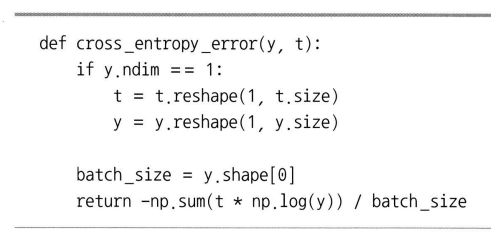 def cross_entropy_error(y, t):
    if y.ndim == 1:
        t = t.reshape(1, t.size)
        y = y.reshape(1, y.size)

    batch_size = y.shape[0]
    return -np.sum(t * np.log(y)) / batch_size